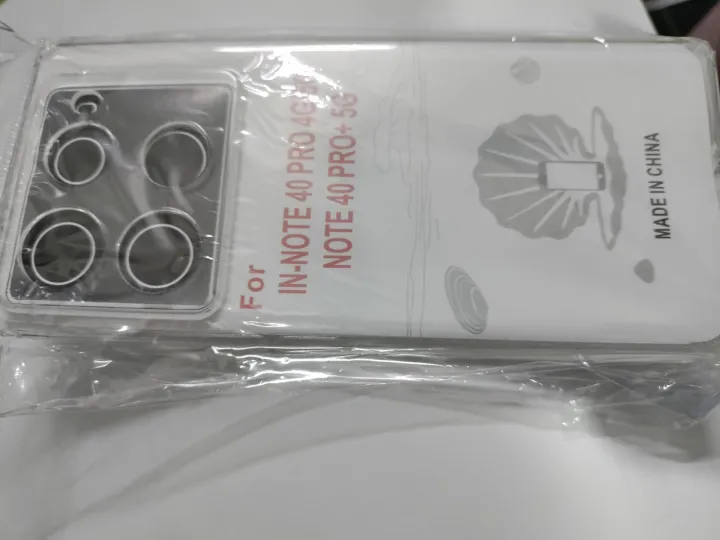 For
IN-NOTE 40 PRO 4G
NOTE 40 PRO+ 5G
MADE IN CHINA